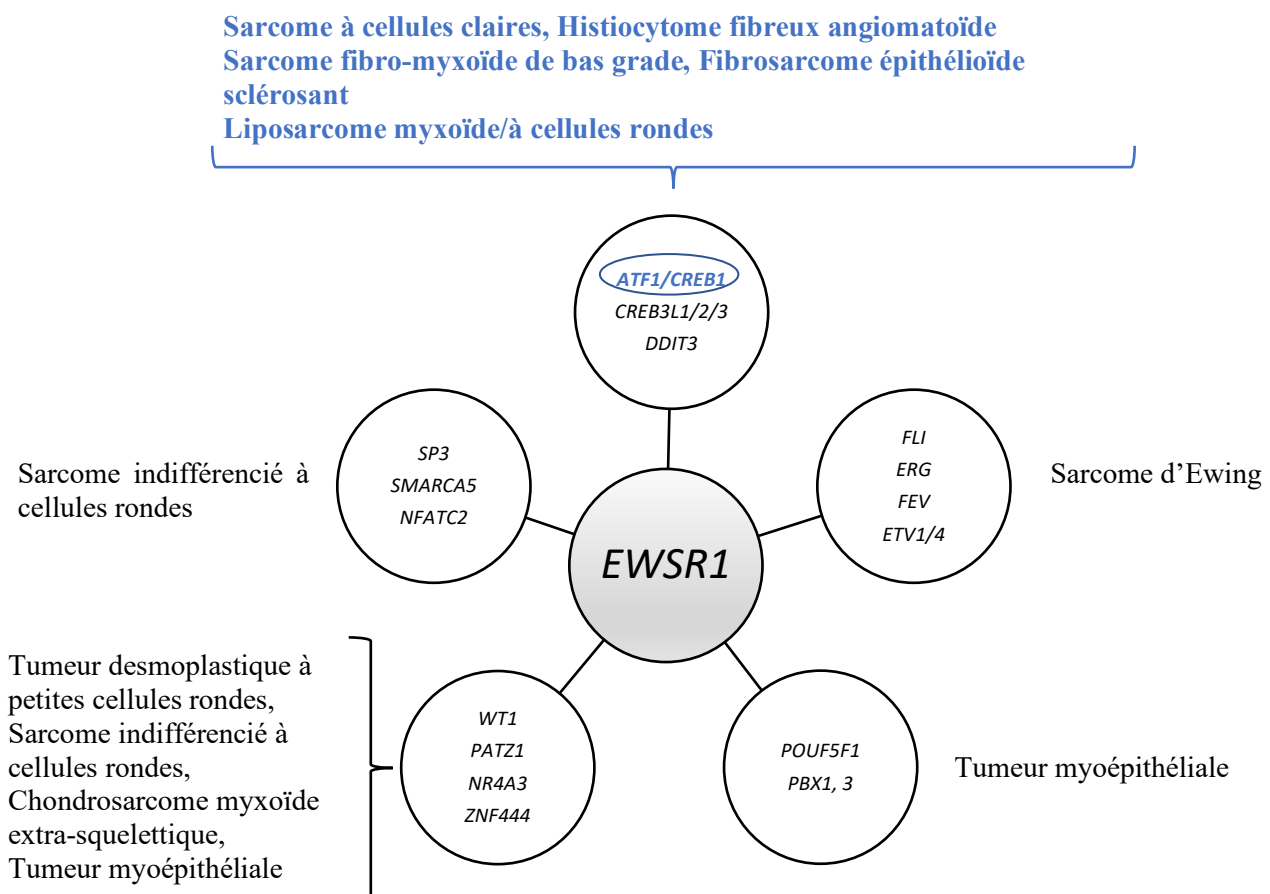 Sarcome à cellules claires, Histiocytome fibreux angiomatoïde
Sarcome fibro-myxoïde de bas grade, Fibrosarcome épithélioïde
sclérosant
Liposarcome myxoïde/à cellules rondes
ATF1/CREB1
CREB3L1/2/3
DDIT3
Sarcome indifférencié à
cellules rondes
SP3
SMARCA5
NFATC2
FLI
ERG
FEV
ETV1/4
Sarcome d’Ewing
EWSR1
Tumeur desmoplastique à
petites cellules rondes,
Sarcome indifférencié à
cellules rondes,
Chondrosarcome myxoïde
extra-squelettique,
Tumeur myoépithéliale
WT1
PATZ1
NR4A3
ZNF444
POUF5F1
PBX1, 3
Tumeur myoépithéliale